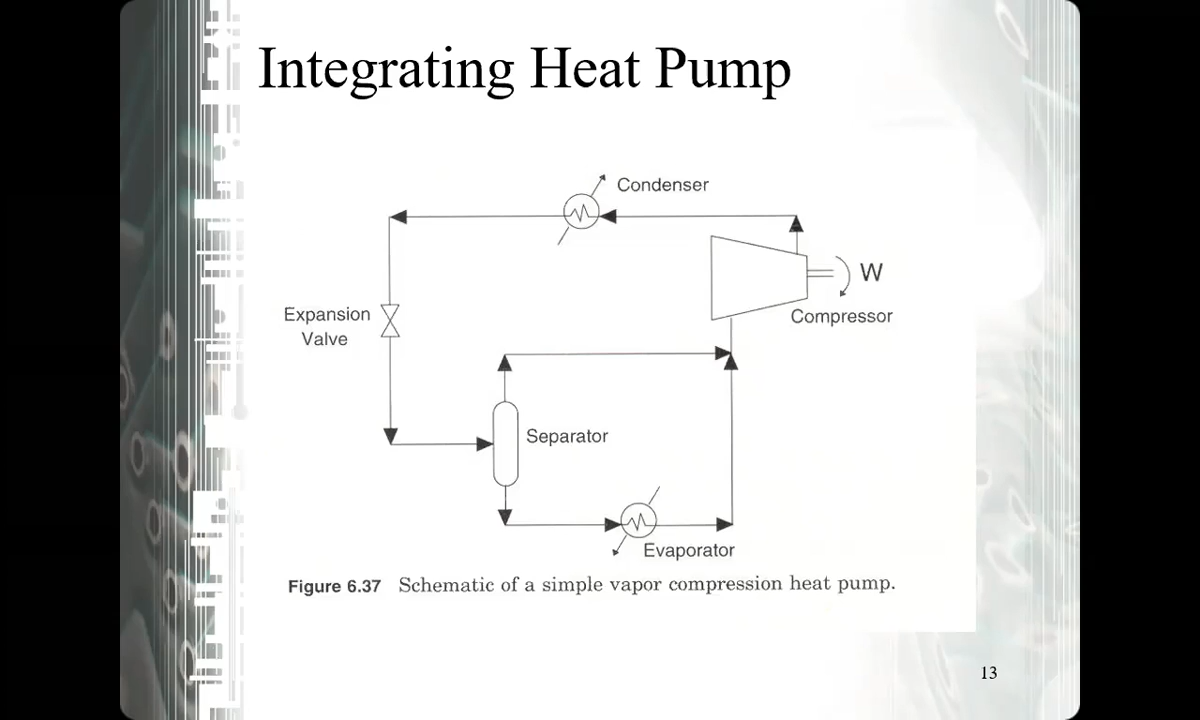 Integrating Heat Pump
Condenser
W
Compressor
Expansion
Valve
Separator
Evaporator
Figure 6.37 Schematic of a simple vapor compression heat pump.
13